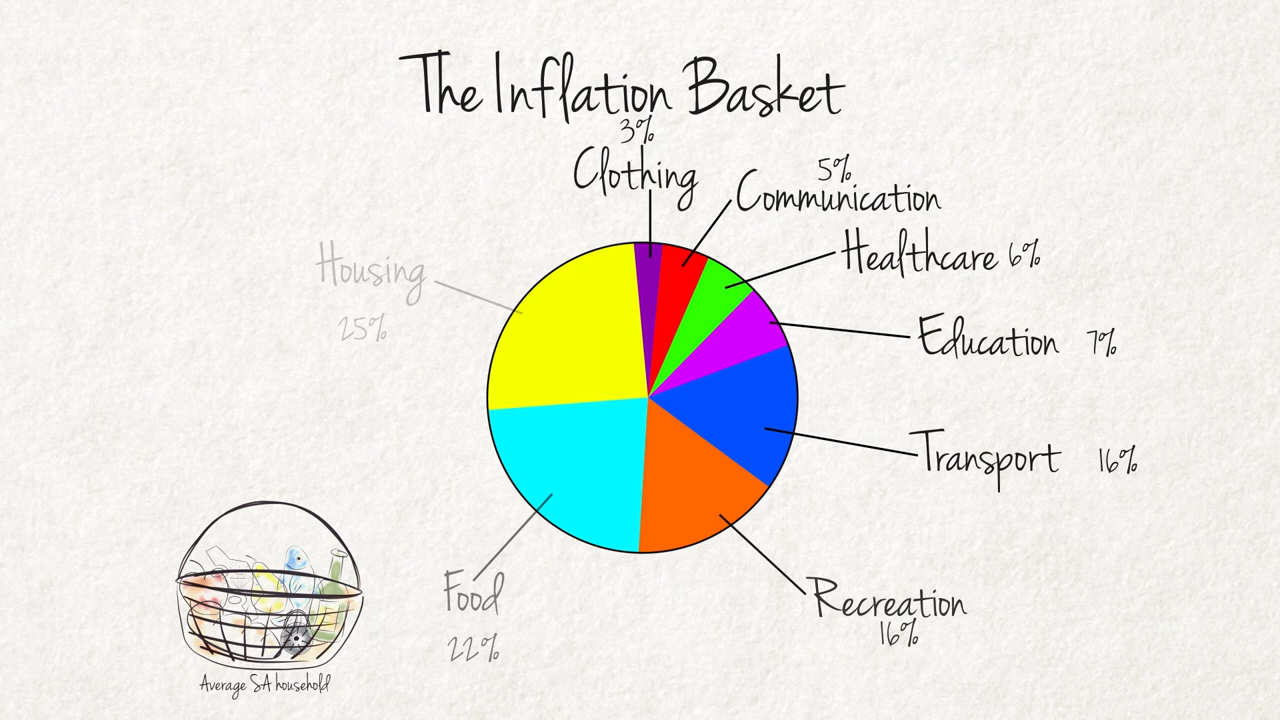 The Inflation Basket
3%
Clothing
5%
Communication
Healthcare 6%
Education 7%
Transport 16%
Recreation
16%
Food
22%
Housing
25%
Average SA household